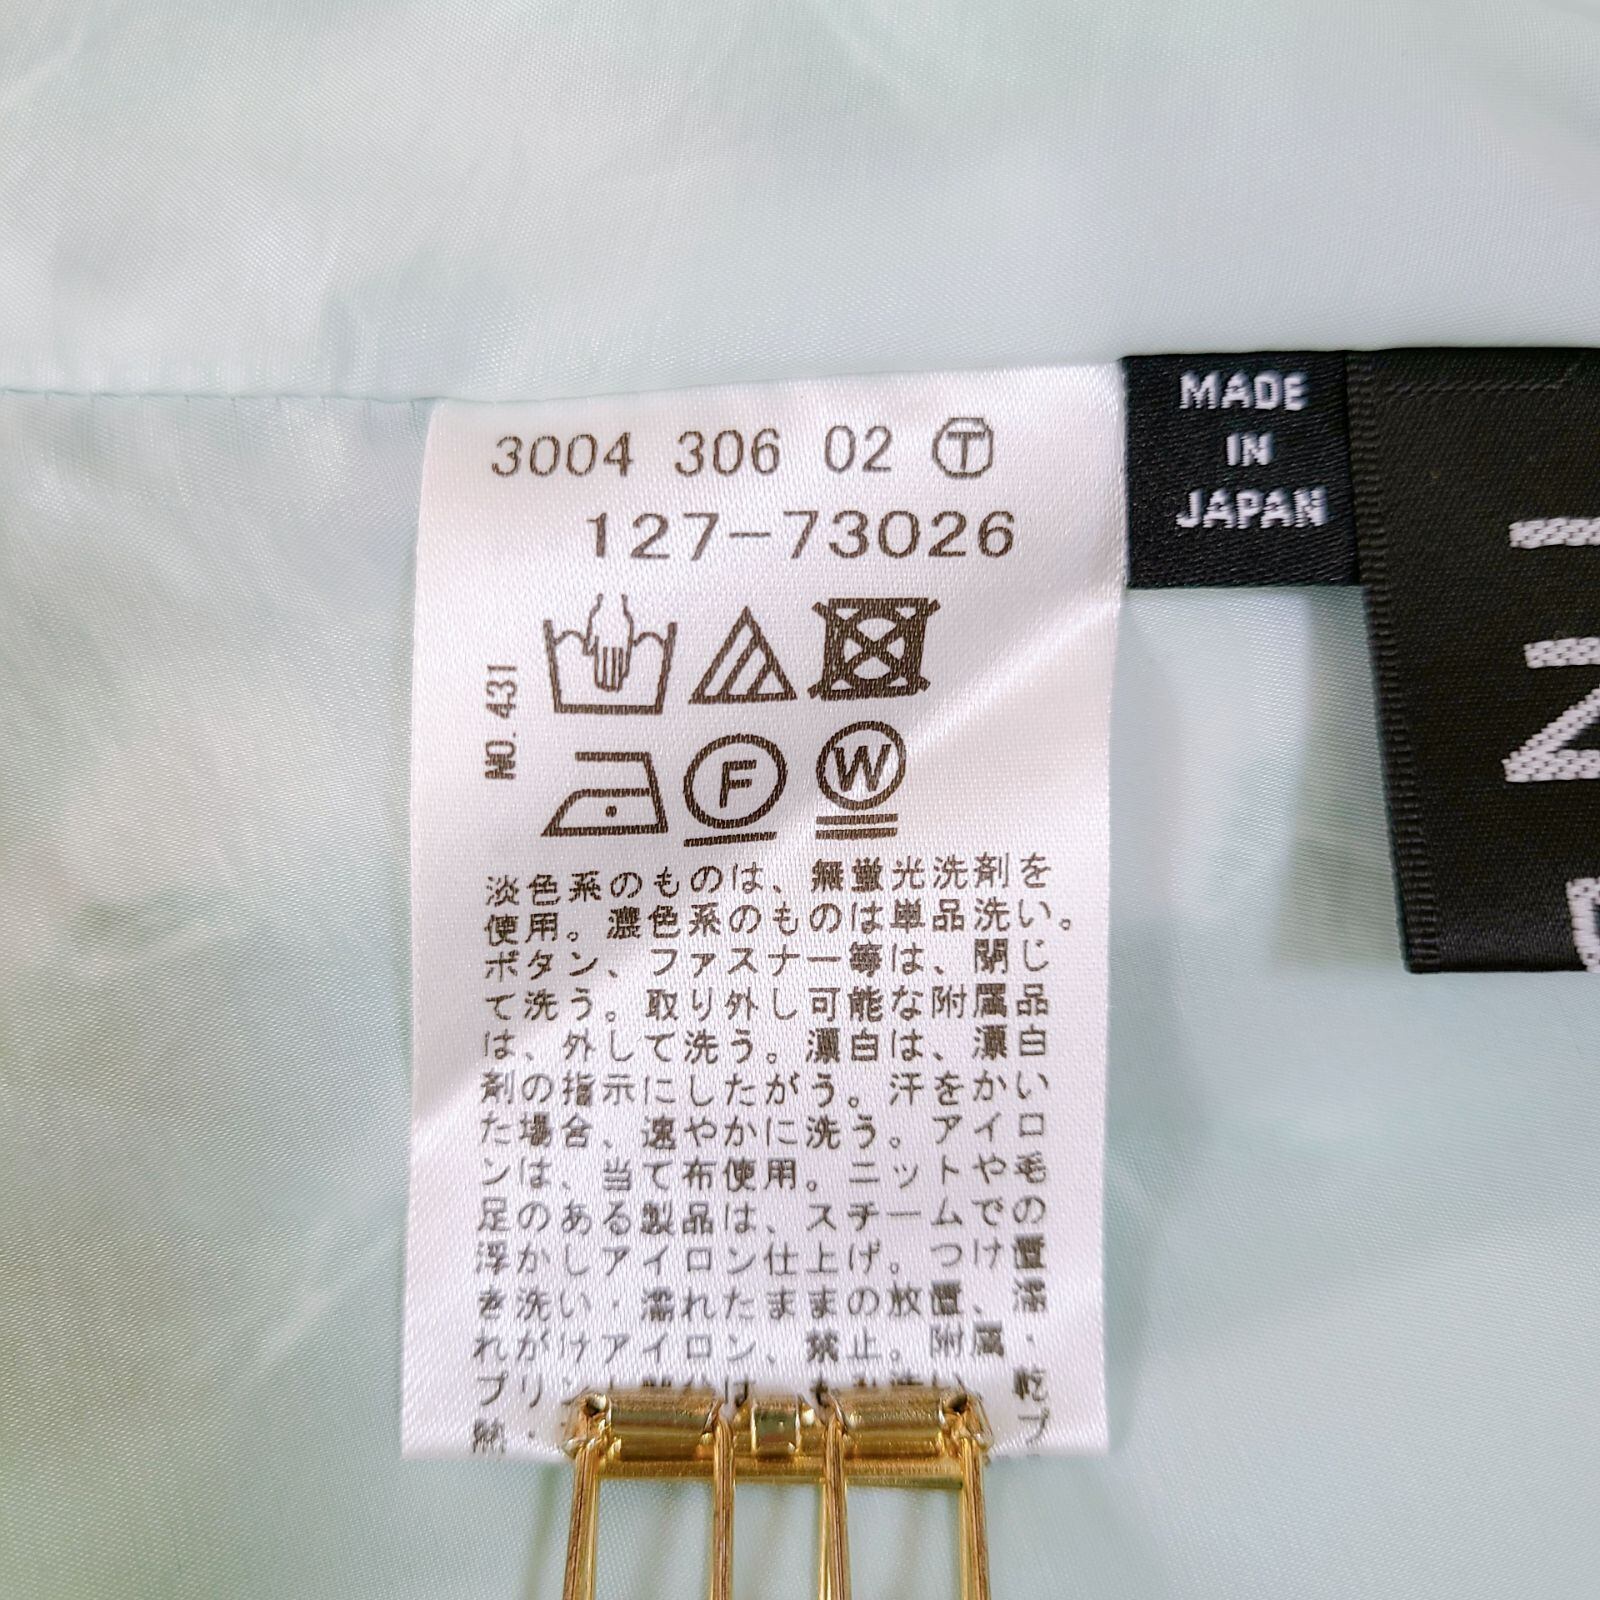 3004 306 02 Ⓣ
127-73026
NO. 431
F
W
淡色系のものは、無蛍光洗剤を
使用。濃色系のものは単品洗い。
ボタン、ファスナー等は、閉じ
て洗う。取り外し可能な附属品
は、外して洗う。漂白は、漂白
剤の指示にしたがう。汗をかい
た場合、速やかに洗う。アイロ
ンは、当て布使用。ニットや毛
足のある製品は、スチームでの
浮かしアイロン仕上げ。つけ置
き洗い・濡れたままの放置、濡
れがけアイロン、禁止。附属・
プリント 乾
MADE
IN
JAPAN